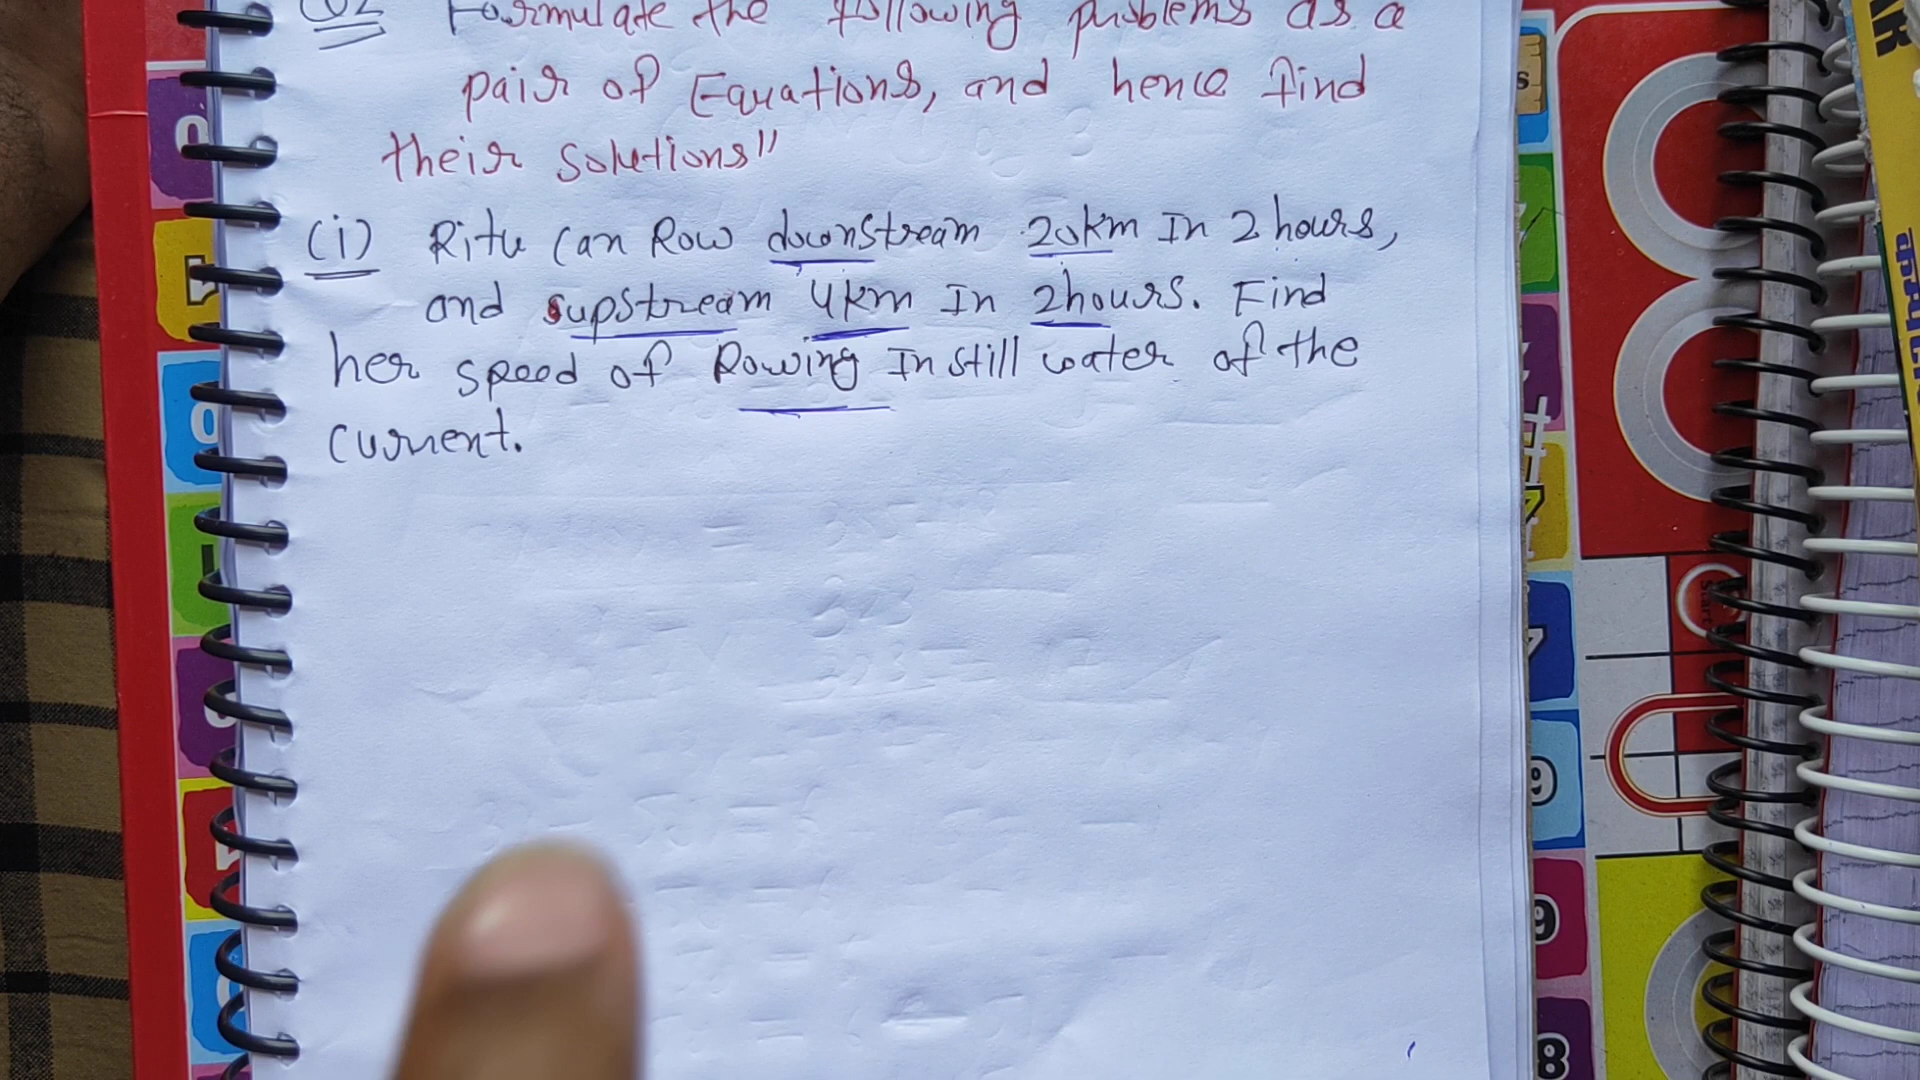 Q2 Formulate the following problems as a
pair of Equations, and hence find
their solutions"
(i) Ritu Can Row downstream 20km In 2 hours,
and supstream 4km In 2hours. Find
her speed of Rowing In still water of the
current.